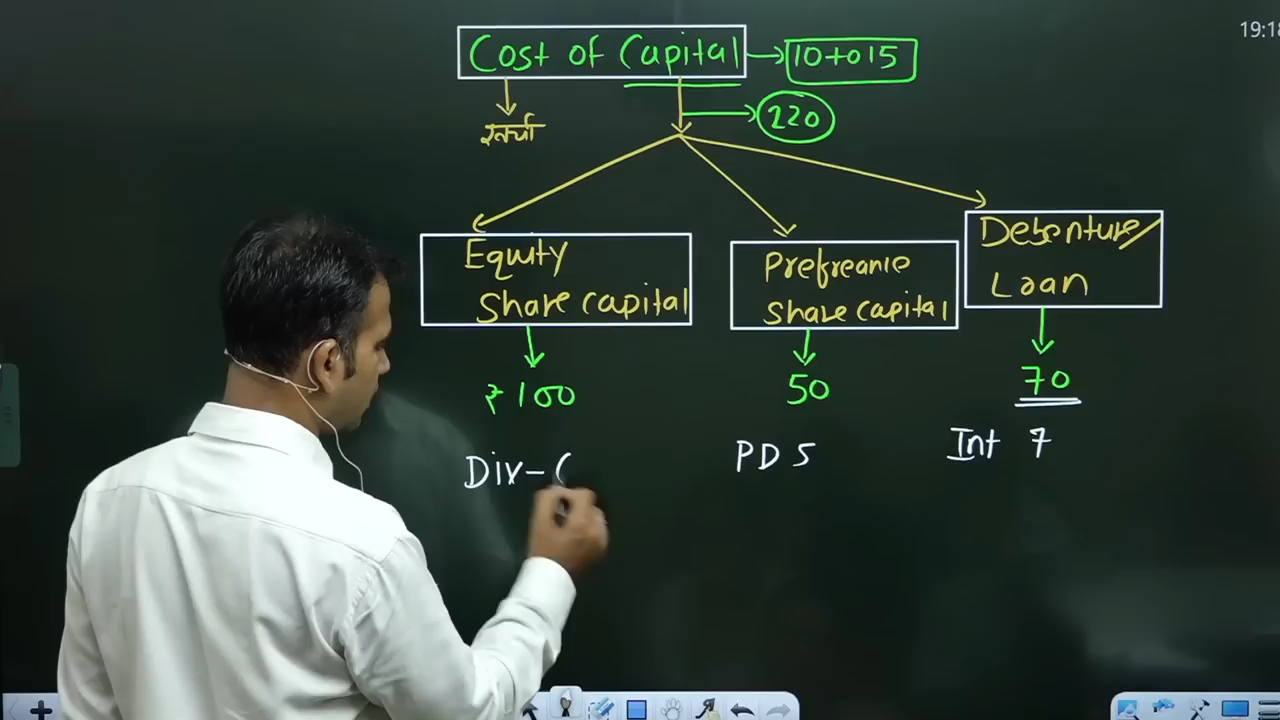 19:18
Cost of Capital → 10+015
खर्चा
220
Equity
Share capital
Prefreanie
Share capital
Debenture/
Loan
₹100
50
70
Div-(
PD 5
Int 7